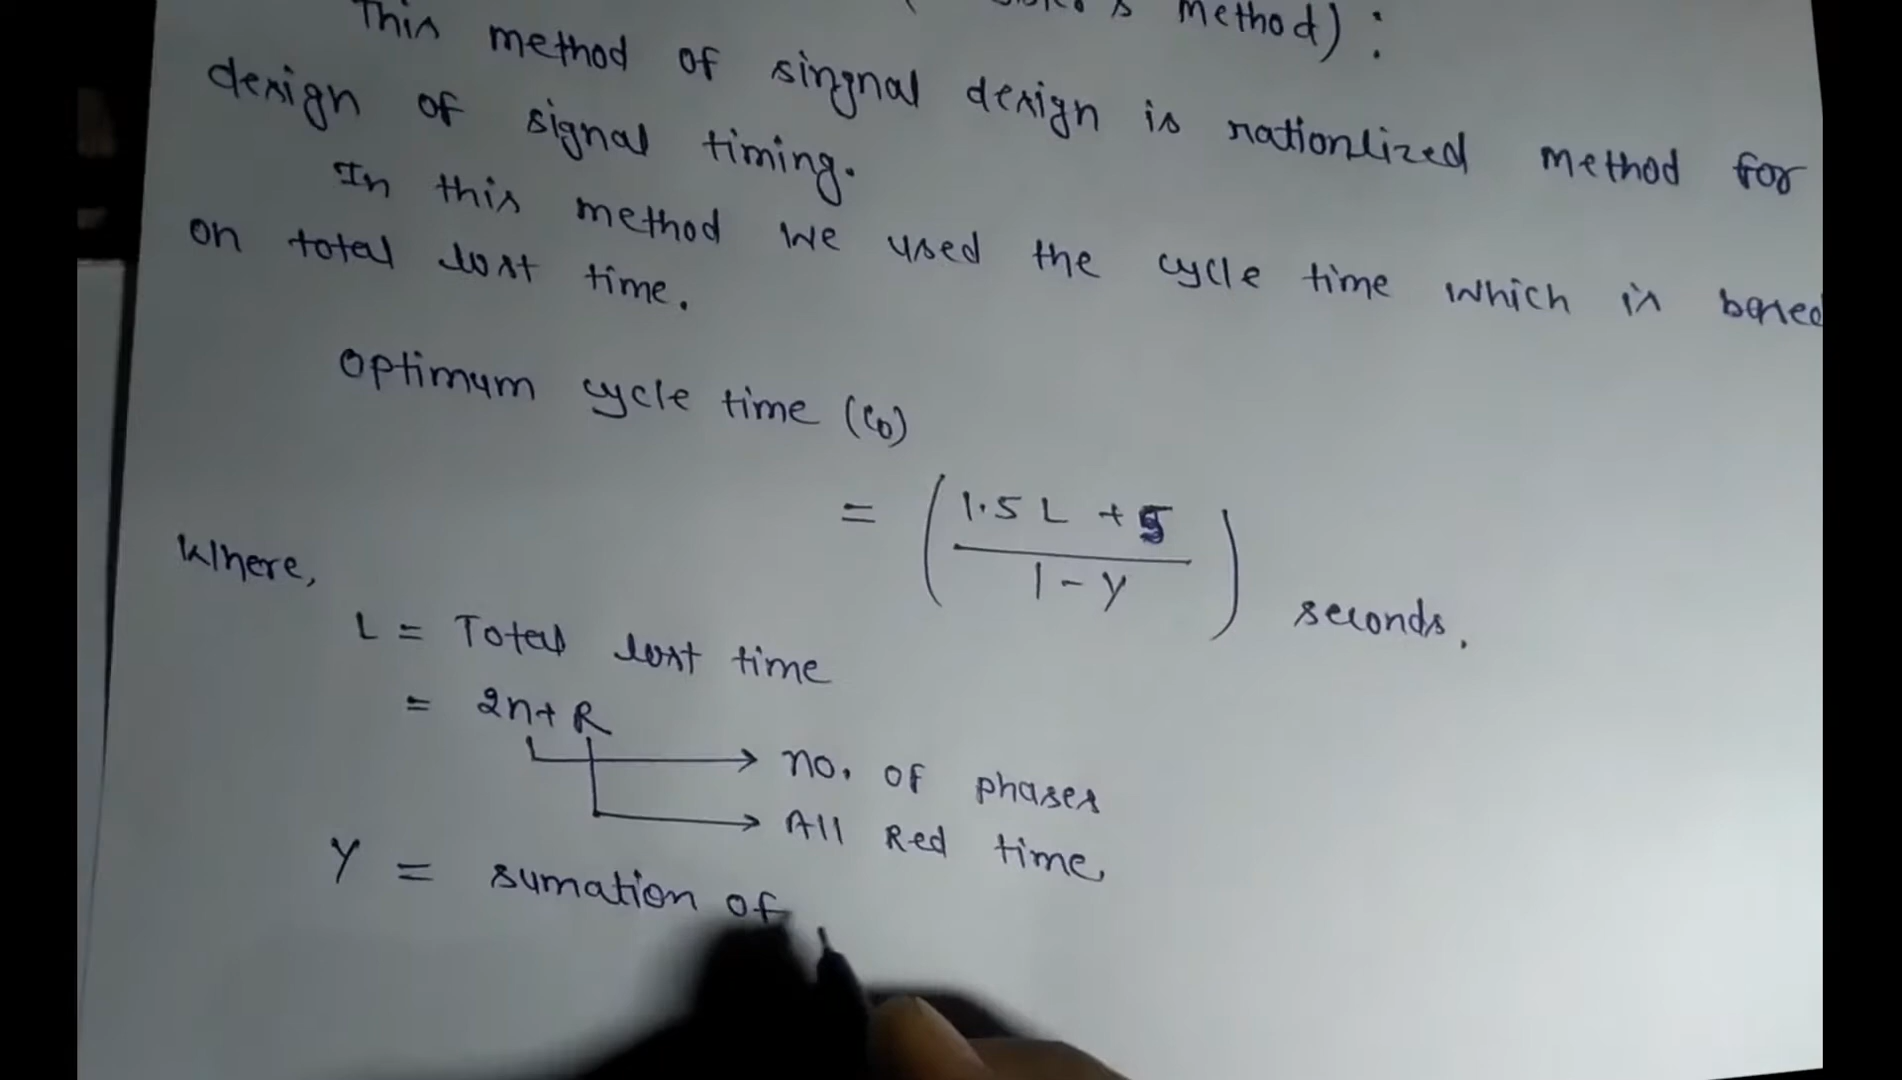 method) :
This method of singnal design is rationlized method for
design of signal timing.
In this method we used the cycle time which is based
on total lost time.
Optimum cycle time (C0)
= (1.5 L + 5 / 1 - Y) seconds.
Where,
L = Total lost time
= 2n + R
no. of phases
All Red time
Y = sumation of